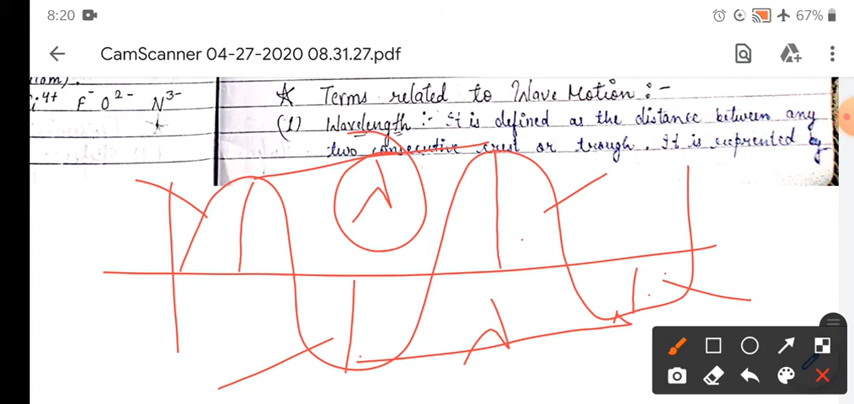 8:20
67%
CamScanner 04-27-2020 08.31.27.pdf
F⁻ O²⁻ N³⁻
* Terms related to Wave Motion :-
(1) Wavelength :- It is defined as the distance between any
two consecutive crest or trough. It is reprented by
λ
λ